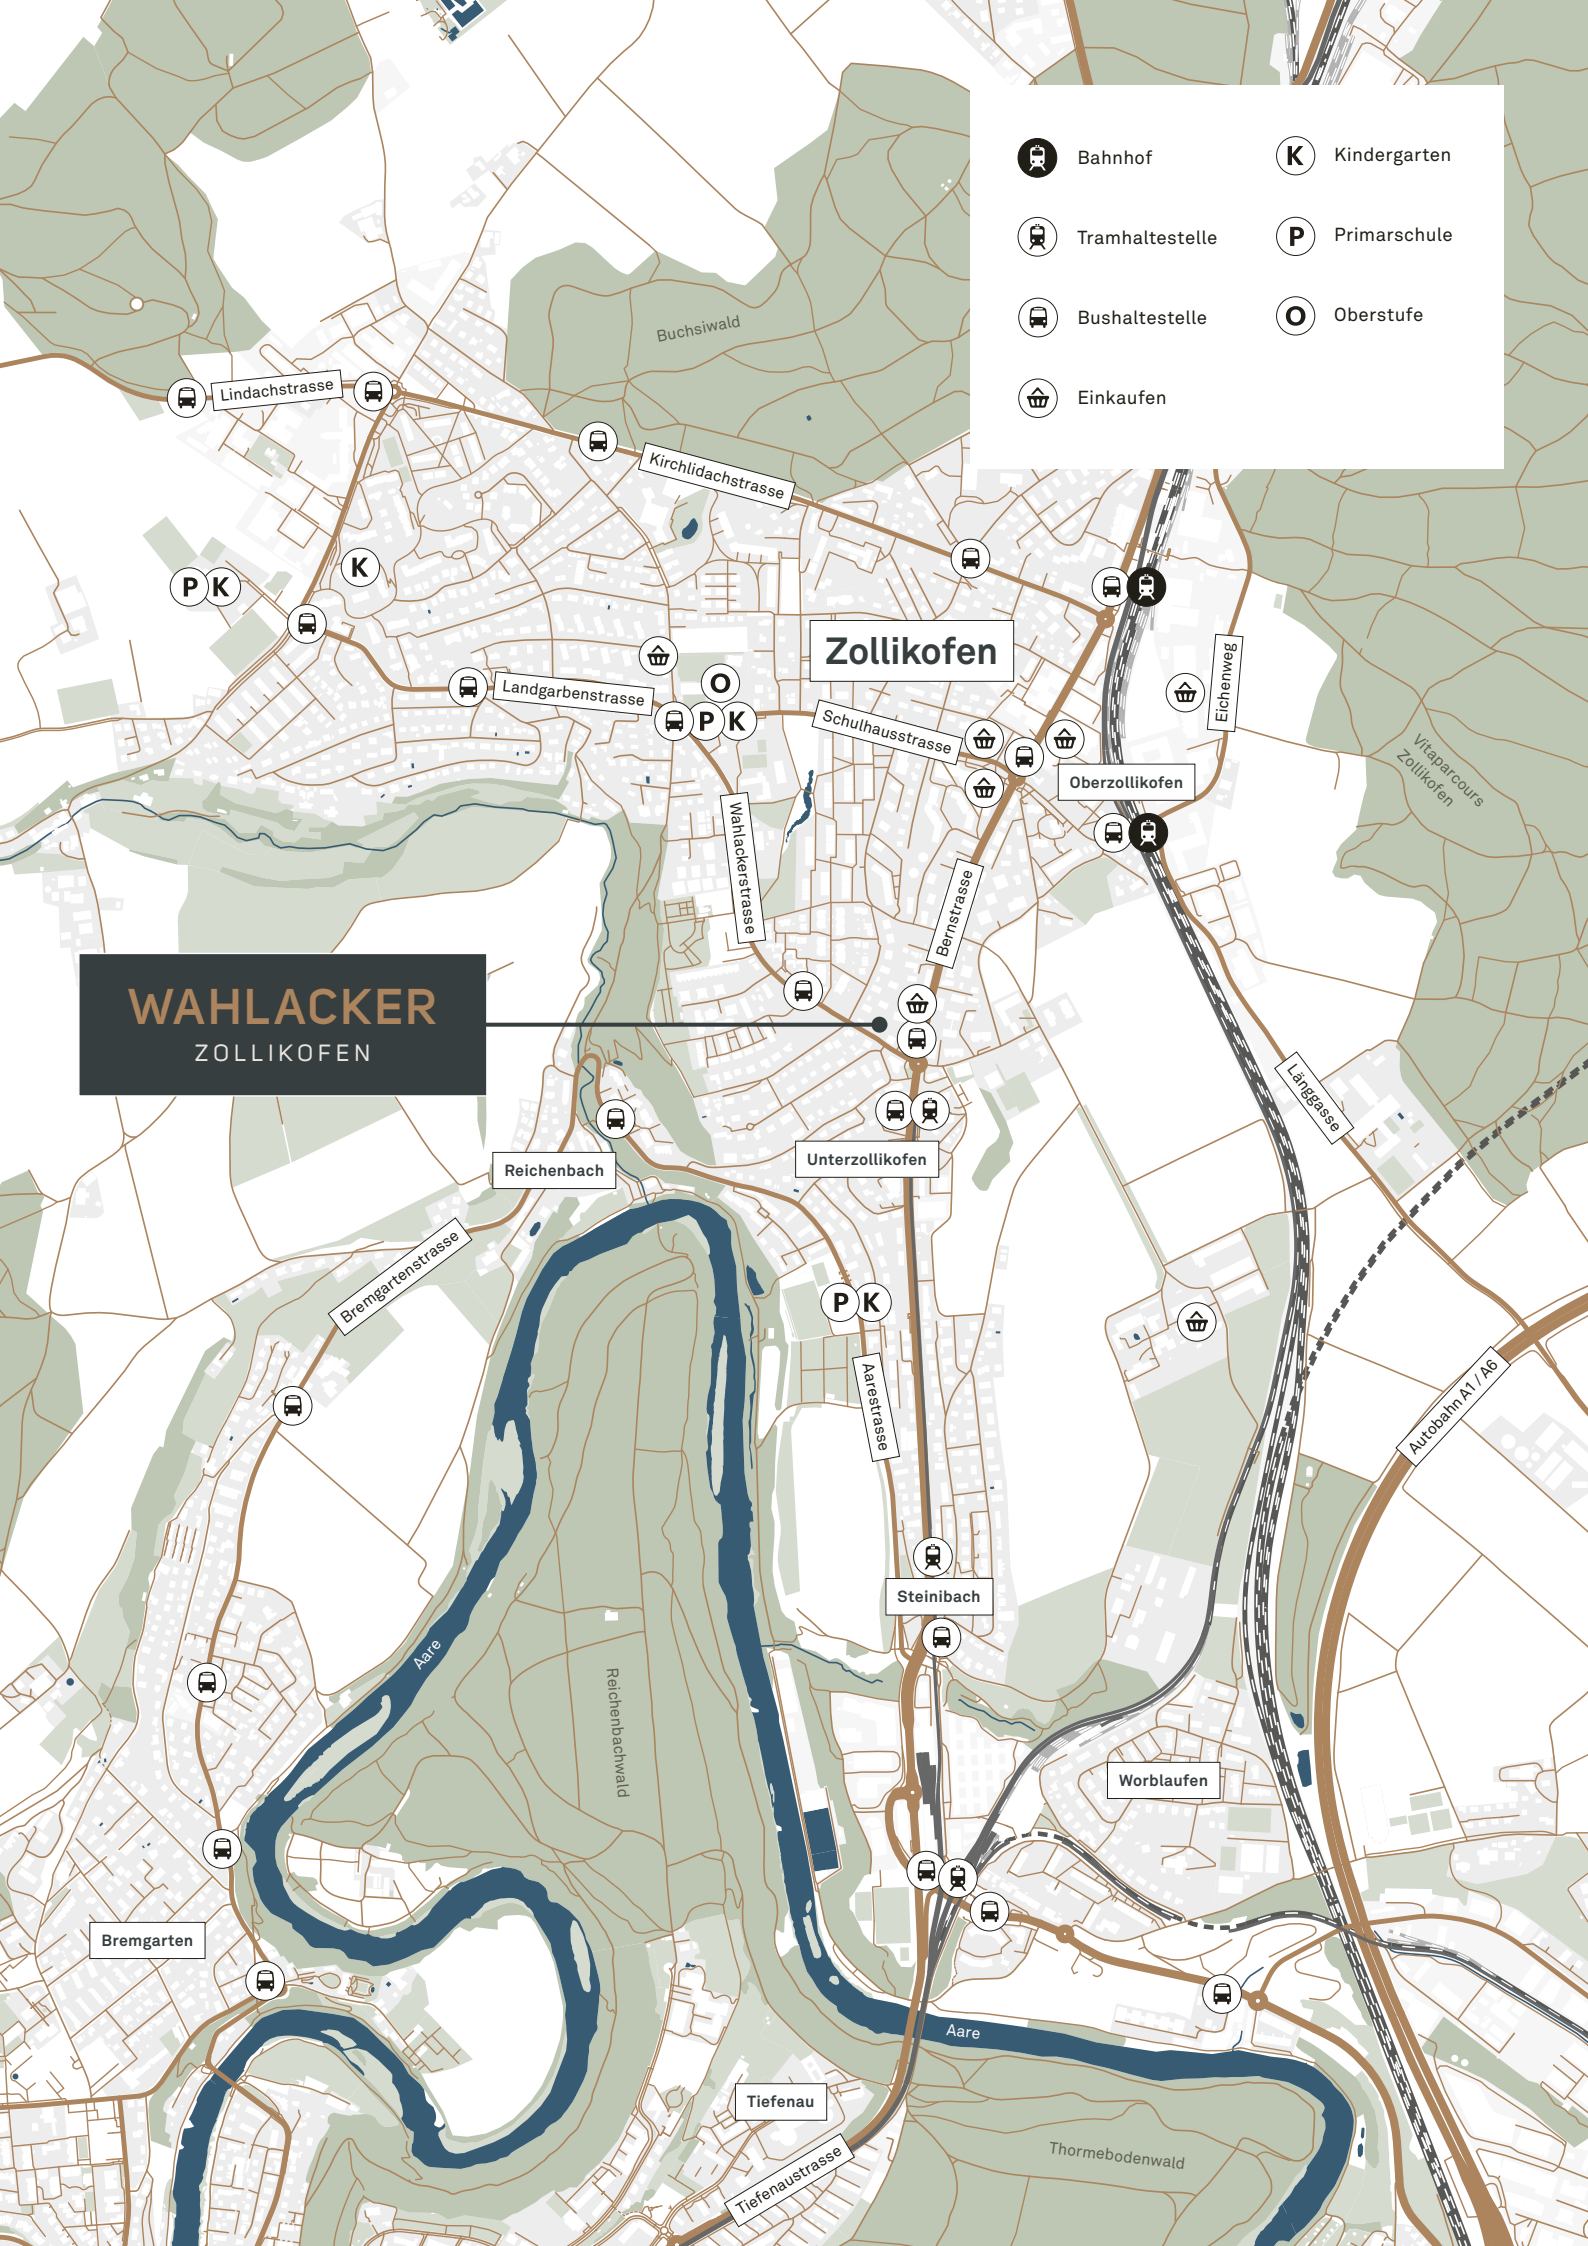 Bahnhof
Tramhaltestelle
Bushaltestelle
Einkaufen
K Kindergarten
P Primarschule
O Oberstufe
Buchsiwald
Lindachstrasse
Kirchlidachstrasse
K
P K
Zollikofen
Landgarbenstrasse
O
P K
Schulhausstrasse
Eichenweg
Oberzollikofen
Vitaparcours
Zollikofen
Wahlackerstrasse
Bernstrasse
WAHLACKER
ZOLLIKOFEN
Länggasse
Reichenbach
Unterzollikofen
Bremgartenstrasse
P K
Aarestrasse
Autobahn A1 / A6
Steinibach
Aare
Reichenbachwald
Worblaufen
Bremgarten
Aare
Tiefenau
Thormebodenwald
Tiefenaustrasse